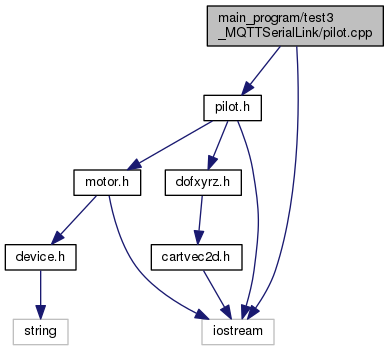 main_program/test3
_MQTTSerialLink/pilot.cpp
pilot.h
motor.h
dofxyrz.h
device.h
cartvec2d.h
string
iostream